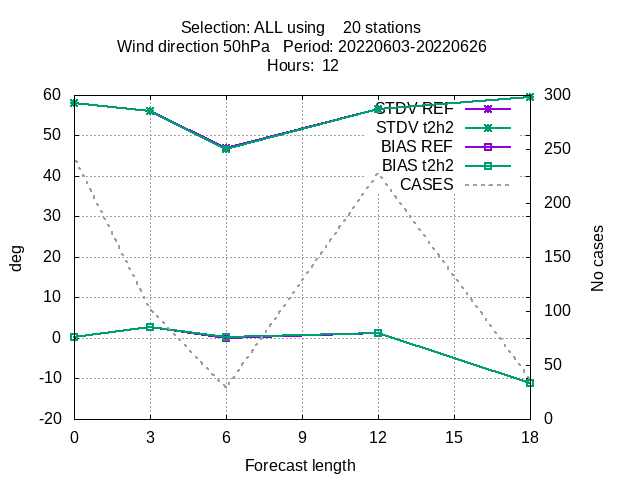 Selection: ALL using    20 stations
Wind direction 50hPa   Period: 20220603-20220626
Hours:  12
60
50
40
30
20
10
0
-10
-20
deg
300
250
200
150
100
50
0
No cases
STDV REF
STDV t2h2
BIAS REF
BIAS t2h2
CASES
0 3 6 9 12 15 18
Forecast length